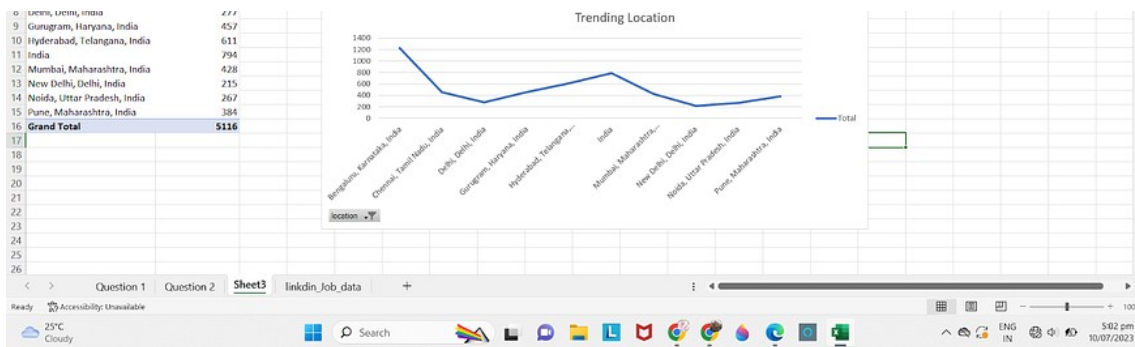 8 Delhi, Delhi, India 277
Trending Location
9 Gurugram, Haryana, India 457
10 Hyderabad, Telangana, India 611
11 India 794
12 Mumbai, Maharashtra, India 428
13 New Delhi, Delhi, India 215
14 Noida, Uttar Pradesh, India 267
15 Pune, Maharashtra, India 384
16 Grand Total 5116
17
18
19
20
21
22
23
24
25
26
1400
1200
1000
800
600
400
200
0
Total
Bengaluru, Karnataka, India
Chennai, Tamil Nadu, India
Delhi, Delhi, India
Gurugram, Haryana, India
Hyderabad, Telangana,...
India
Mumbai, Maharashtra,...
New Delhi, Delhi, India
Noida, Uttar Pradesh, India
Pune, Maharashtra, India
location
Question 1 Question 2 Sheet3 linkdin_Job_data +
Ready Accessibility: Unavailable 100
25°C
Cloudy
Search
ENG
IN
5:02 pm
10/07/2023